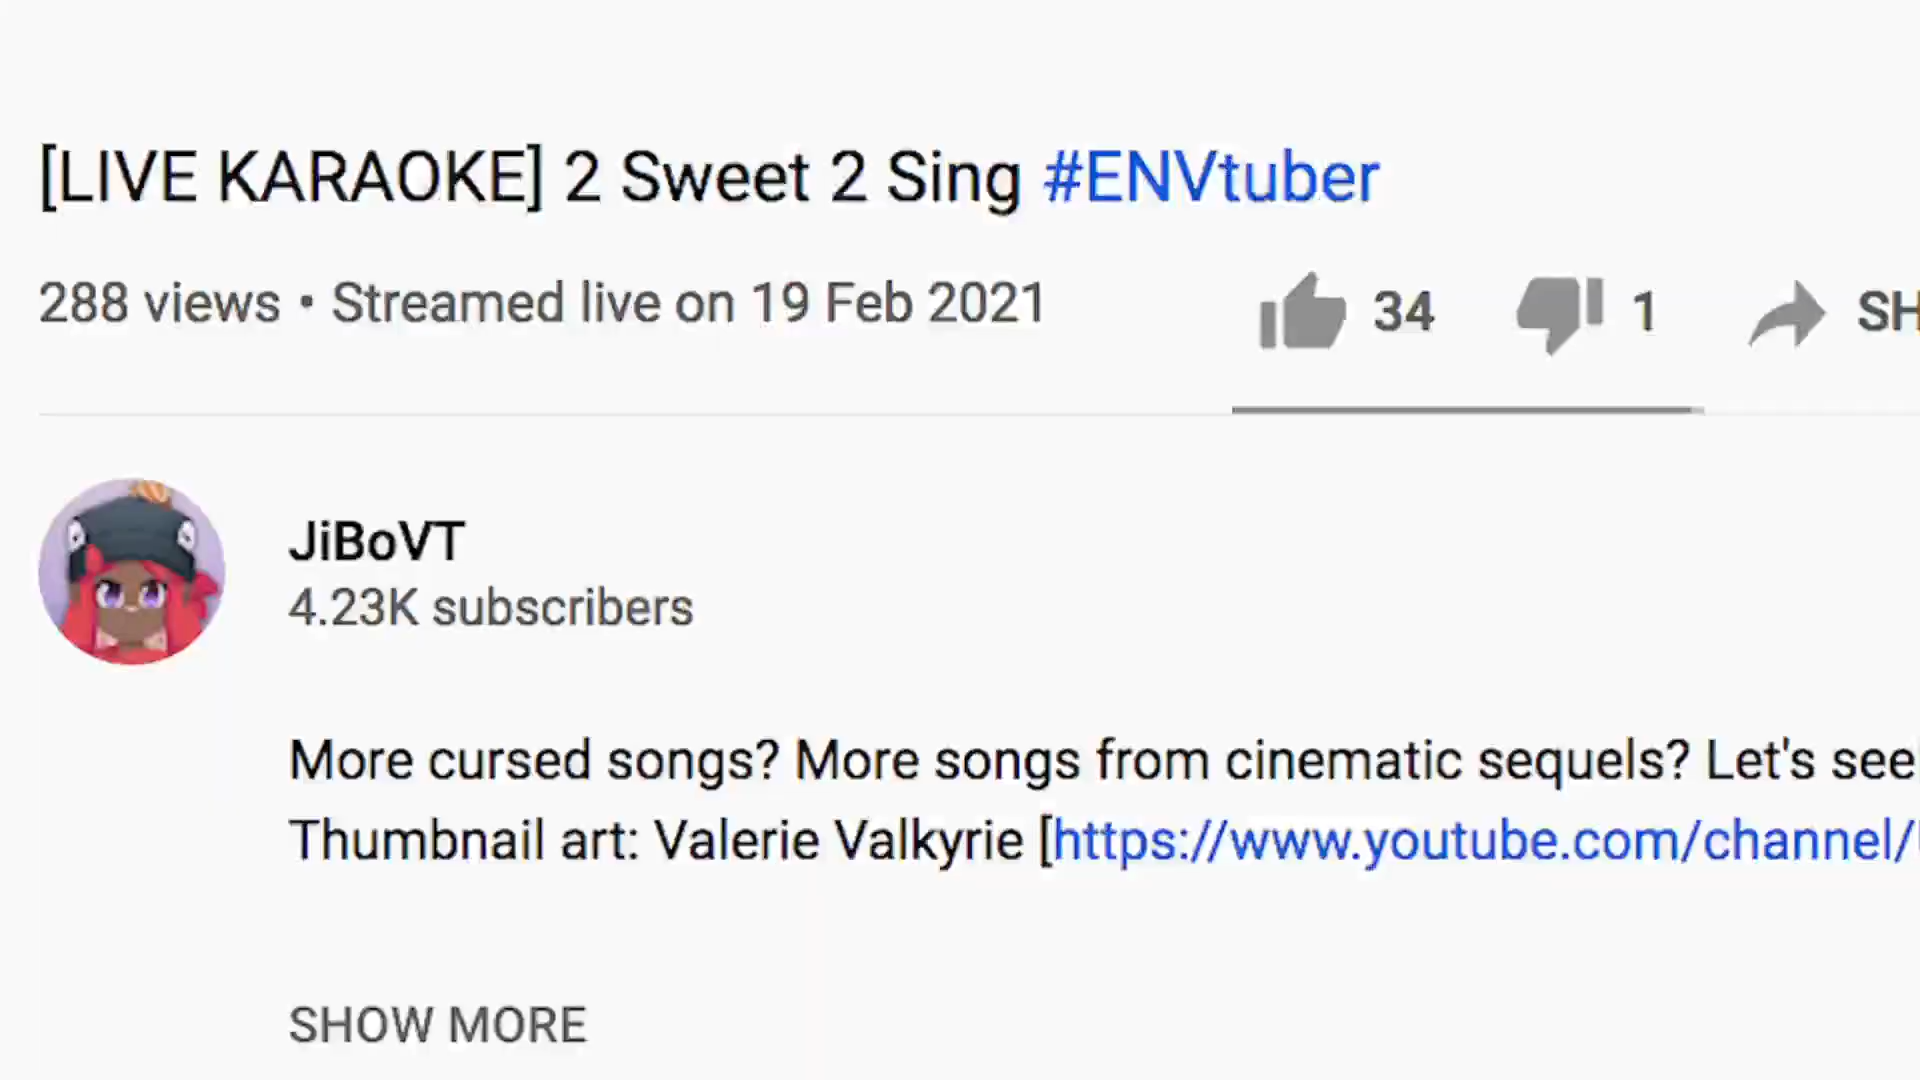 [LIVE KARAOKE] 2 Sweet 2 Sing #ENVtuber
288 views • Streamed live on 19 Feb 2021
34
1
SH
JiBoVT
4.23K subscribers
More cursed songs? More songs from cinematic sequels? Let's see
Thumbnail art: Valerie Valkyrie [https://www.youtube.com/channel/
SHOW MORE